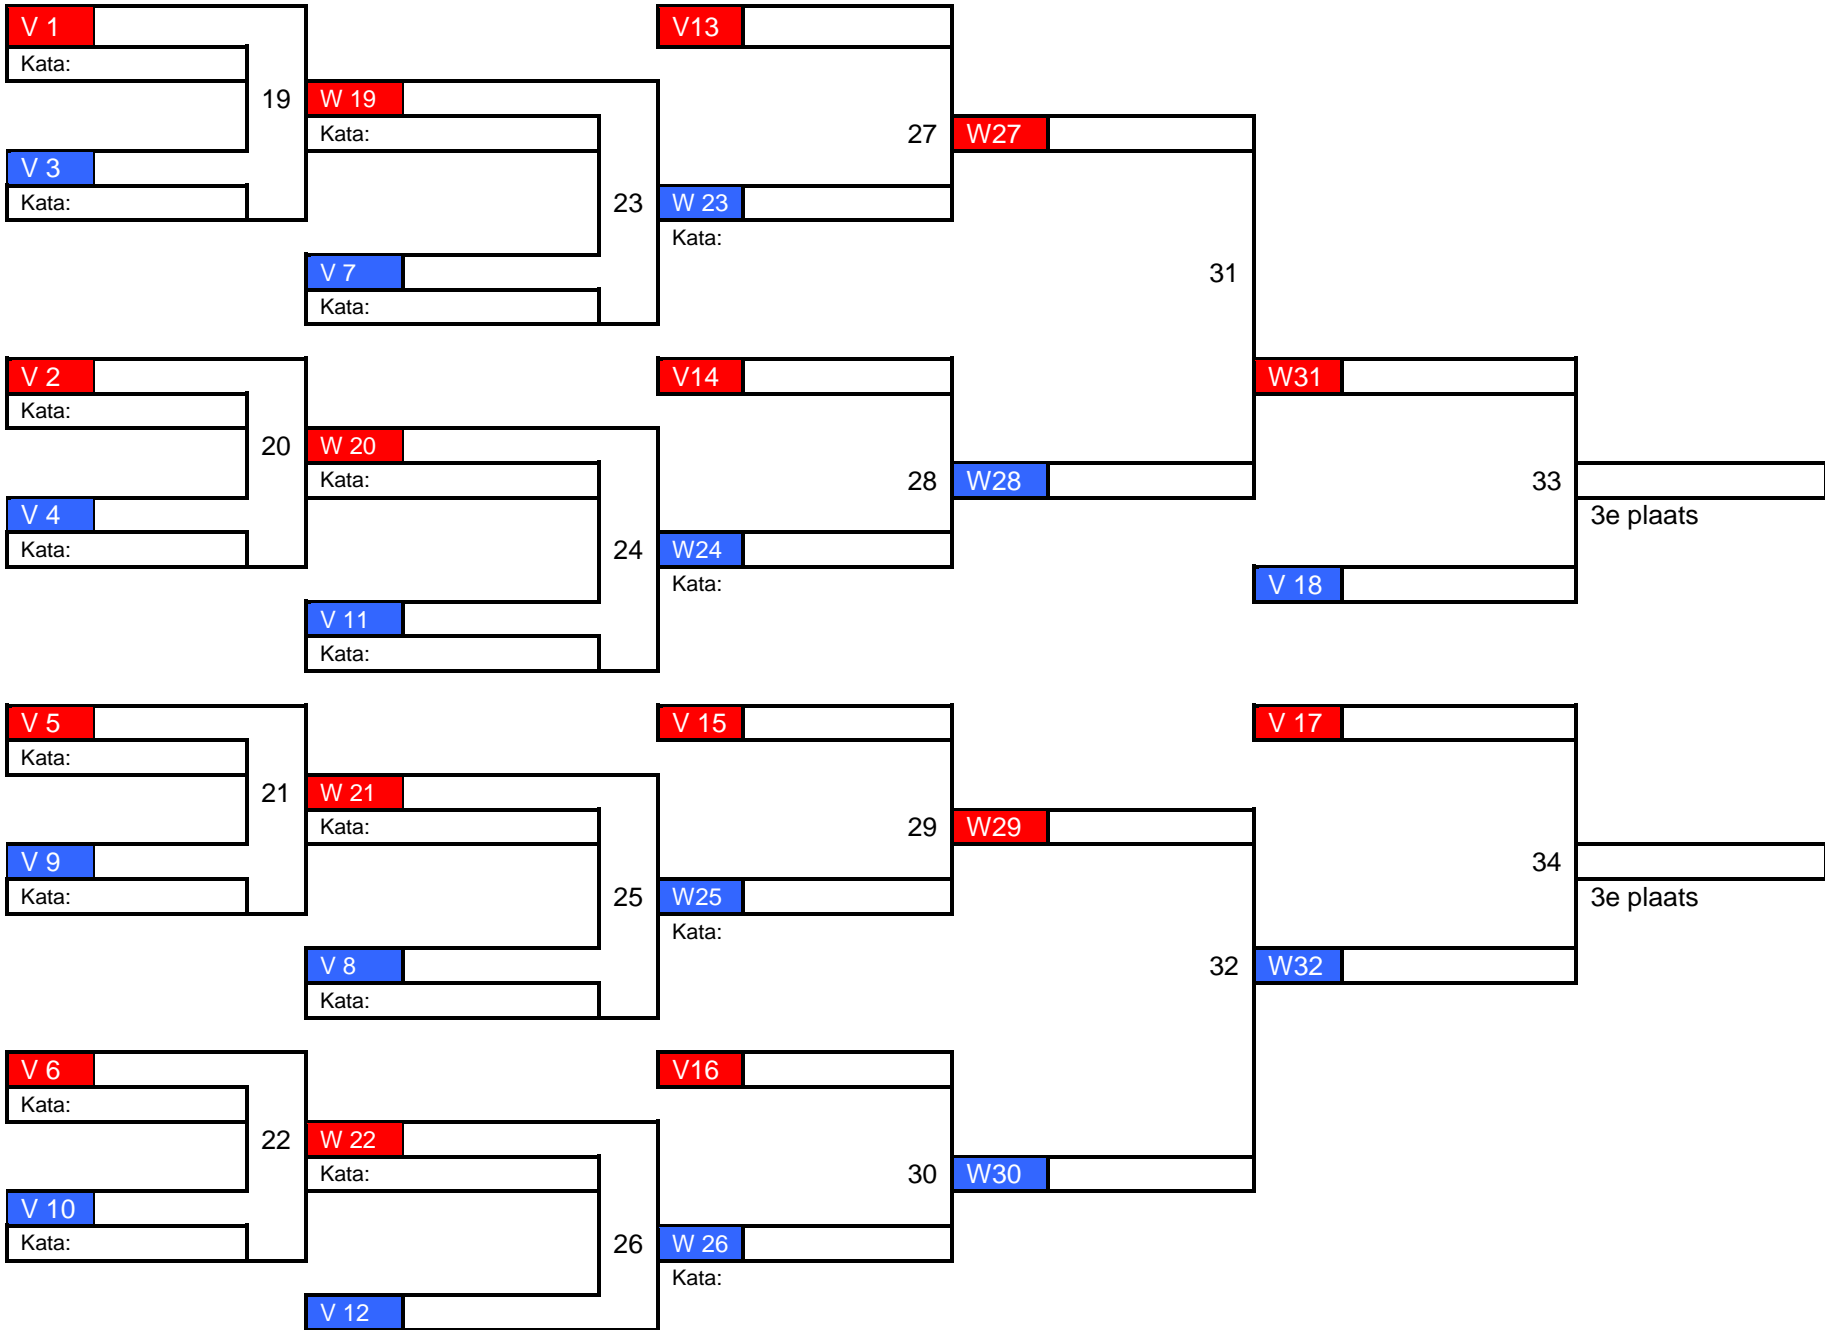 V 1
V13
Kata:
19
W 19
27
W27
Kata:
V 3
Kata:
23
W 23
Kata:
V 7
31
Kata:
V 2
V14
W31
Kata:
20
W 20
28
W28
33
Kata:
V 4
3e plaats
Kata:
24
W24
Kata:
V 18
V 11
Kata:
V 5
V 15
V 17
Kata:
21
W 21
29
W29
Kata:
V 9
34
Kata:
25
W25
3e plaats
Kata:
V 8
32
W32
Kata:
V 6
V16
Kata:
22
W 22
30
W30
Kata:
V 10
Kata:
26
W 26
Kata:
V 12